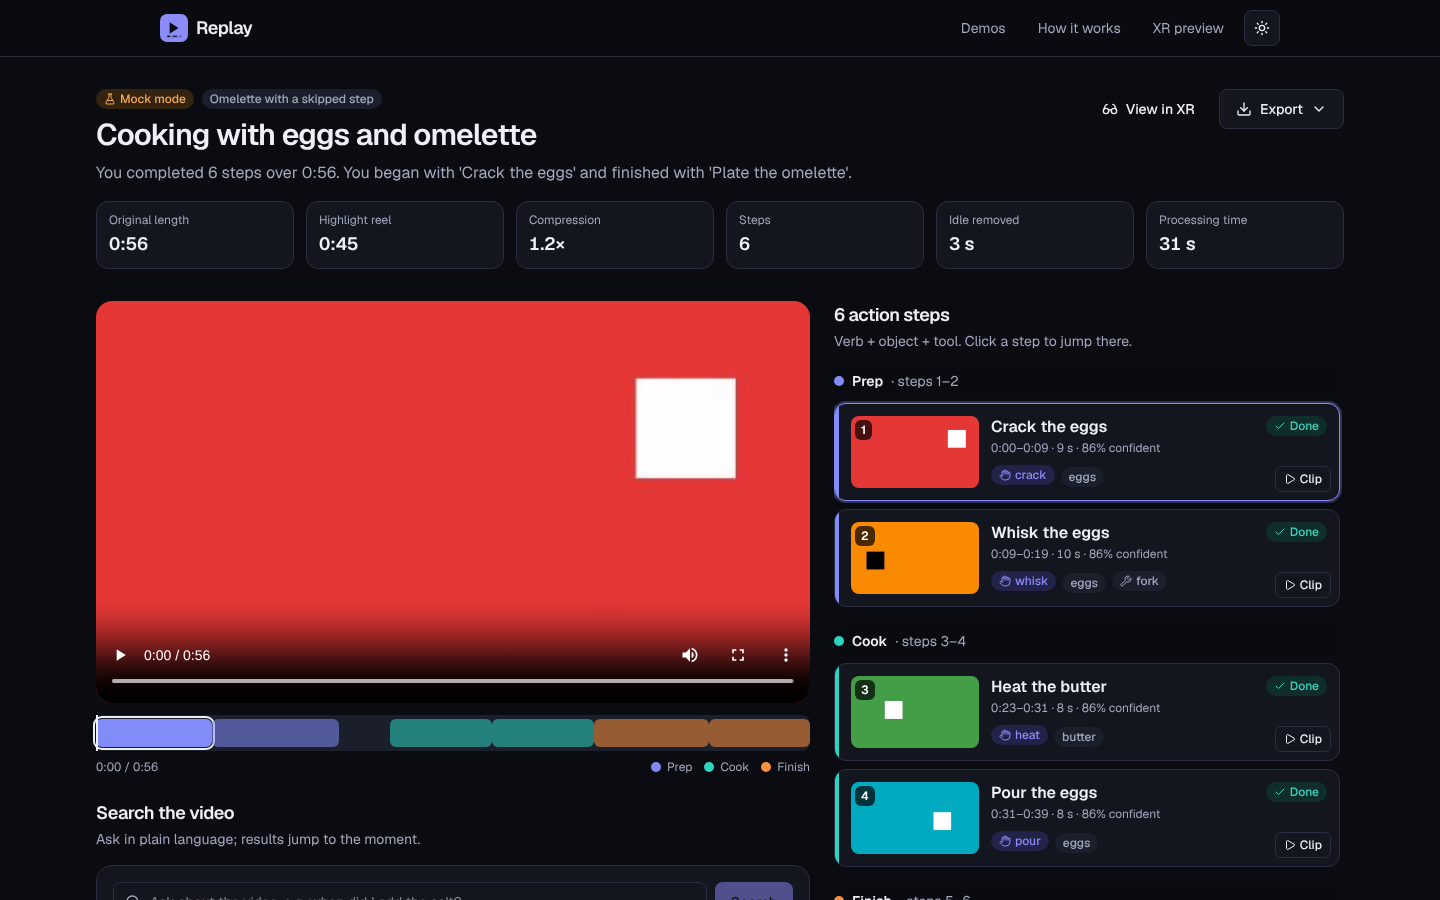 Replay
Demos
How it works
XR preview
Mock mode
Omelette with a skipped step
Cooking with eggs and omelette
You completed 6 steps over 0:56. You began with 'Crack the eggs' and finished with 'Plate the omelette'.
View in XR
Export
Original length
0:56
Highlight reel
0:45
Compression
1.2×
Steps
6
Idle removed
3 s
Processing time
31 s
0:00 / 0:56
0:00 / 0:56
Prep
Cook
Finish
Search the video
Ask in plain language; results jump to the moment.
6 action steps
Verb + object + tool. Click a step to jump there.
Prep · steps 1–2
1
Crack the eggs
Done
0:00–0:09 · 9 s · 86% confident
crack
eggs
Clip
2
Whisk the eggs
Done
0:09–0:19 · 10 s · 86% confident
whisk
eggs
fork
Clip
Cook · steps 3–4
3
Heat the butter
Done
0:23–0:31 · 8 s · 86% confident
heat
butter
Clip
4
Pour the eggs
Done
0:31–0:39 · 8 s · 86% confident
pour
eggs
Clip
Finish · steps 5–6